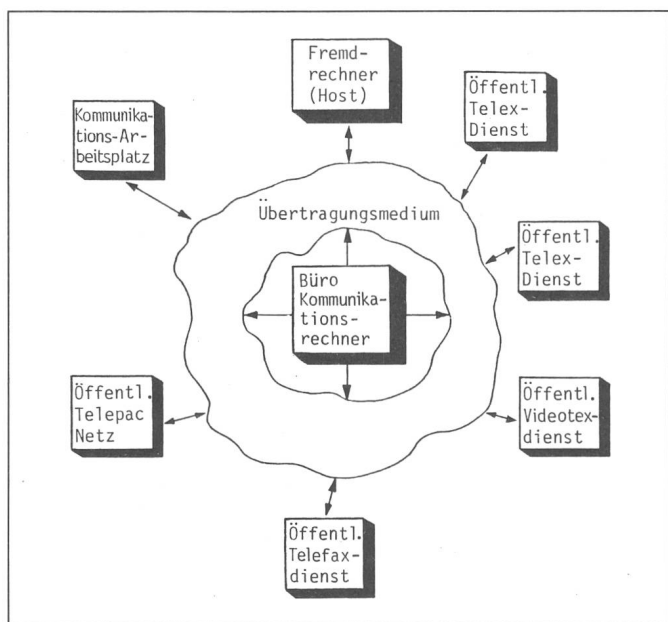 Fremd-
rechner
(Host)
Öffentl.
Telex-
Dienst
Kommunika-
tions-Ar-
beitsplatz
Übertragungsmedium
Öffentl.
Telex-
Dienst
Büro
Kommunika-
tions-
rechner
Öffentl.
Telepac
Netz
Öffentl.
Videotex-
dienst
Öffentl.
Telefax-
dienst